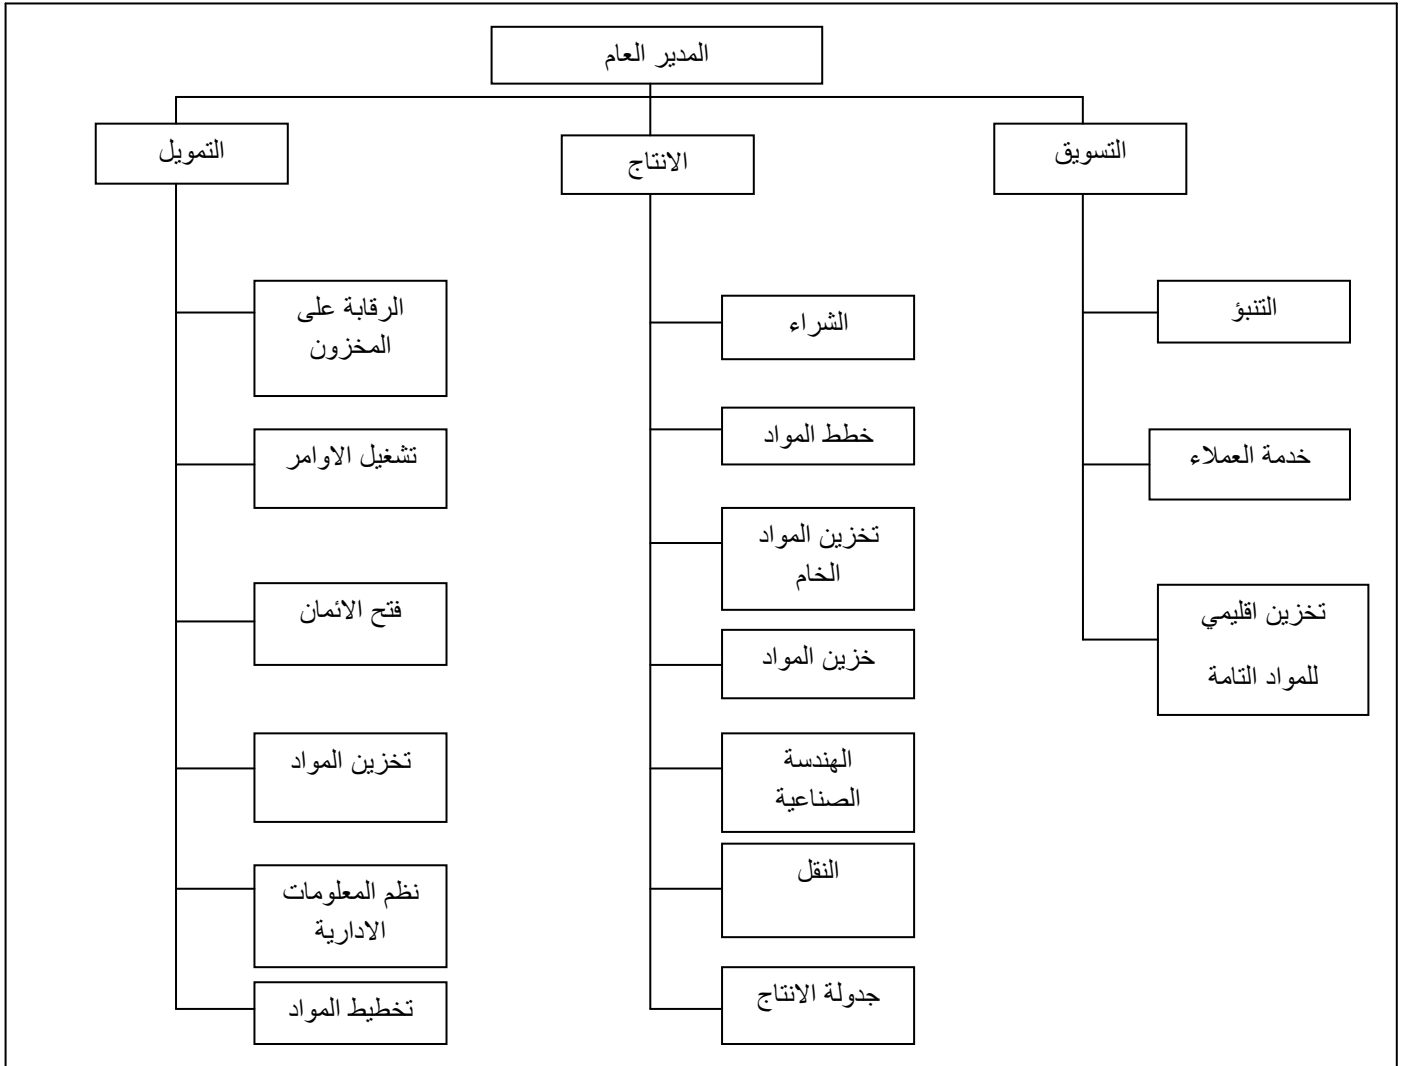 المدير العام
التسويق
الانتاج
التمويل
التنبؤ
خدمة العملاء
تخزين اقليمي
للمواد التامة
الشراء
خطط المواد
تخزين المواد
الخام
خزين المواد
الهندسة
الصناعية
النقل
جدولة الانتاج
الرقابة على
المخزون
تشغيل الاوامر
فتح الائمان
تخزين المواد
نظم المعلومات
الادارية
تخطيط المواد